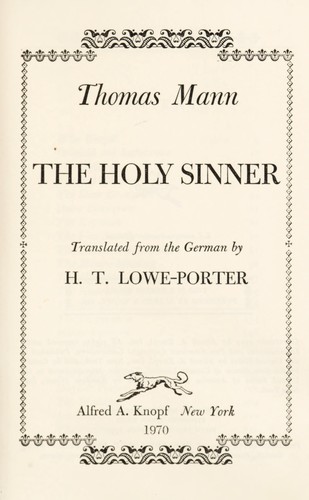 Thomas Mann
THE HOLY SINNER
Translated from the German by
H. T. LOWE-PORTER
Alfred A. Knopf New York
1970